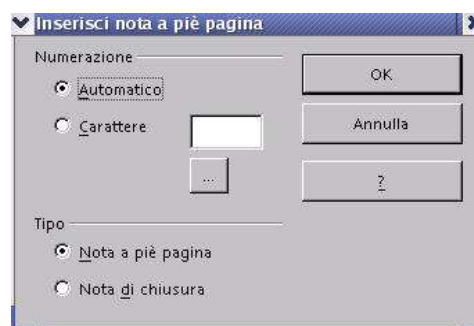 Inserisci nota a piè pagina
Numerazione
Automatico
Carattere
...
OK
Annulla
?
Tipo
Nota a piè pagina
Nota di chiusura